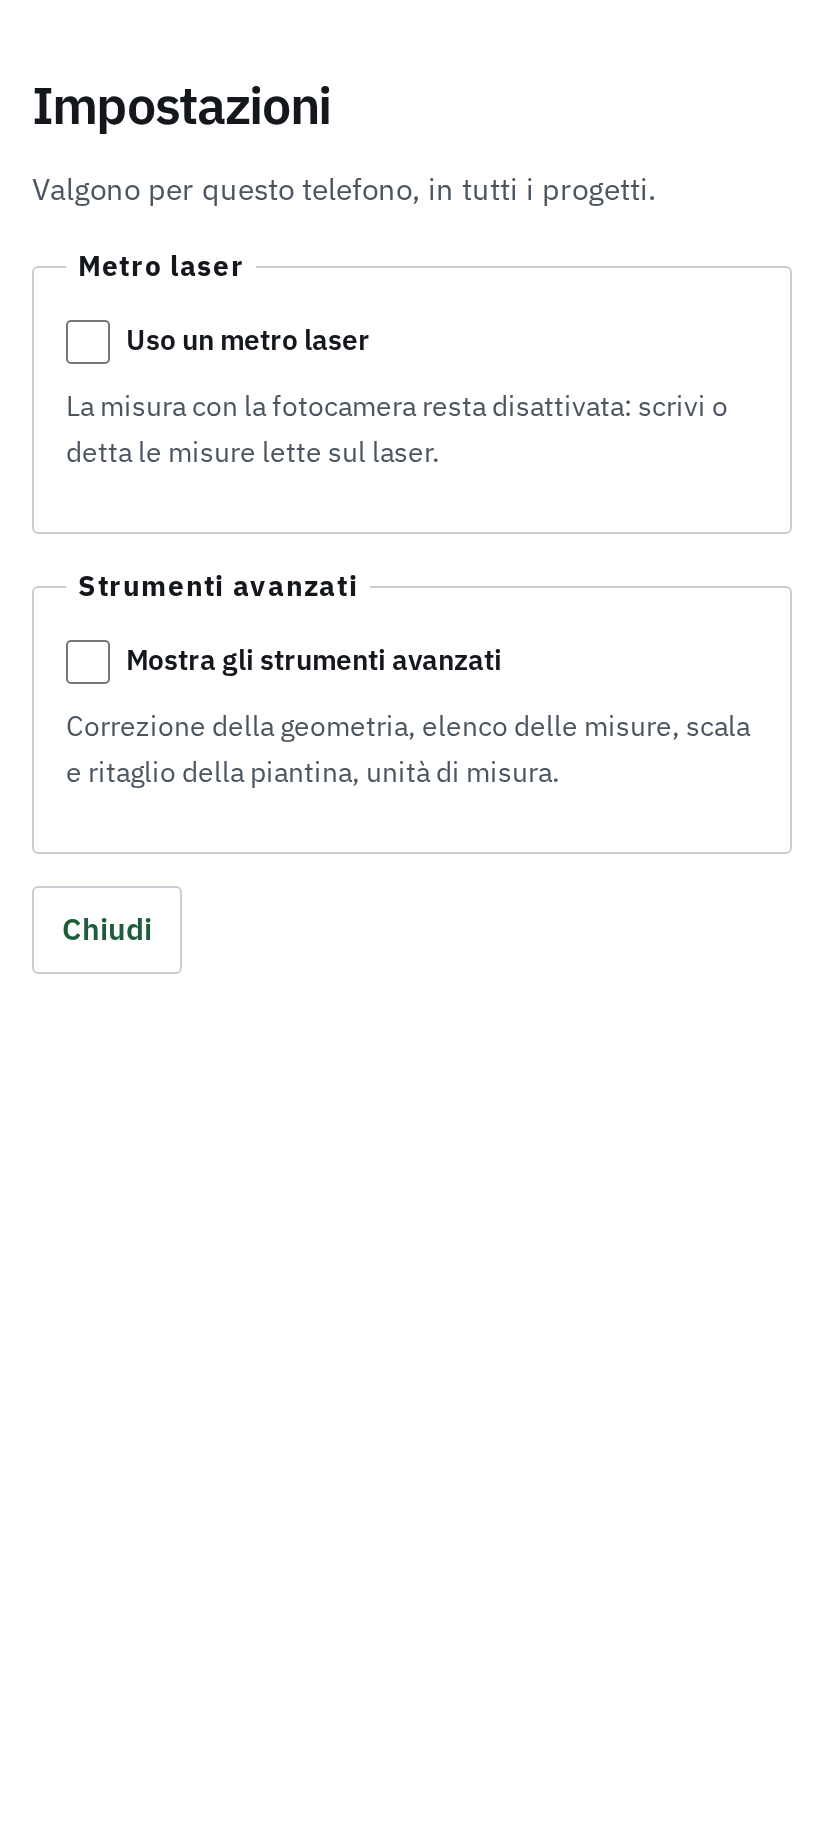 Impostazioni
Valgono per questo telefono, in tutti i progetti.
Metro laser
Uso un metro laser
La misura con la fotocamera resta disattivata: scrivi o
detta le misure lette sul laser.
Strumenti avanzati
Mostra gli strumenti avanzati
Correzione della geometria, elenco delle misure, scala
e ritaglio della piantina, unità di misura.
Chiudi